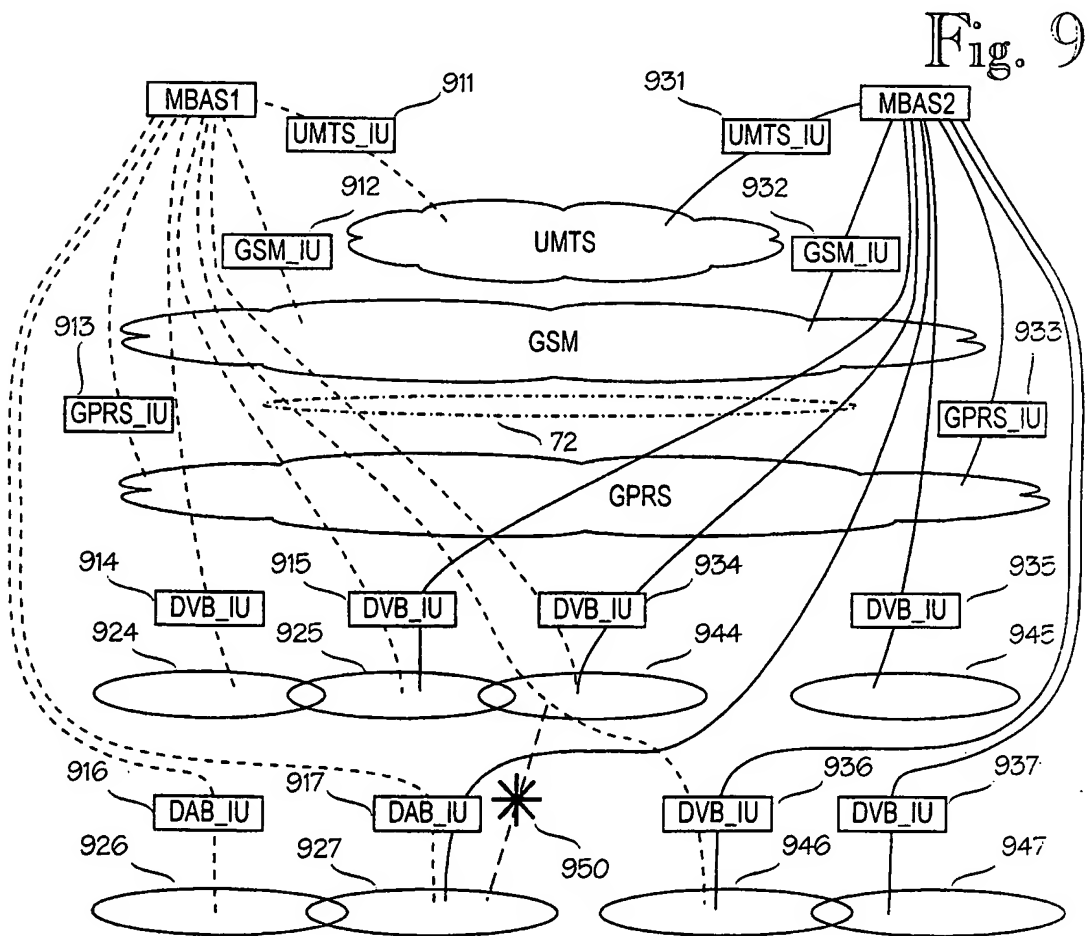 Fig. 9
MBAS1
911
931
MBAS2
UMTS_IU
UMTS_IU
912
932
GSM_IU
UMTS
GSM_IU
913
GSM
933
GPRS_IU
72
GPRS_IU
GPRS
914
915
934
935
DVB_IU
DVB_IU
DVB_IU
DVB_IU
924
925
944
945
916
917
936
937
DAB_IU
DAB_IU
DVB_IU
DVB_IU
926
927
950
946
947